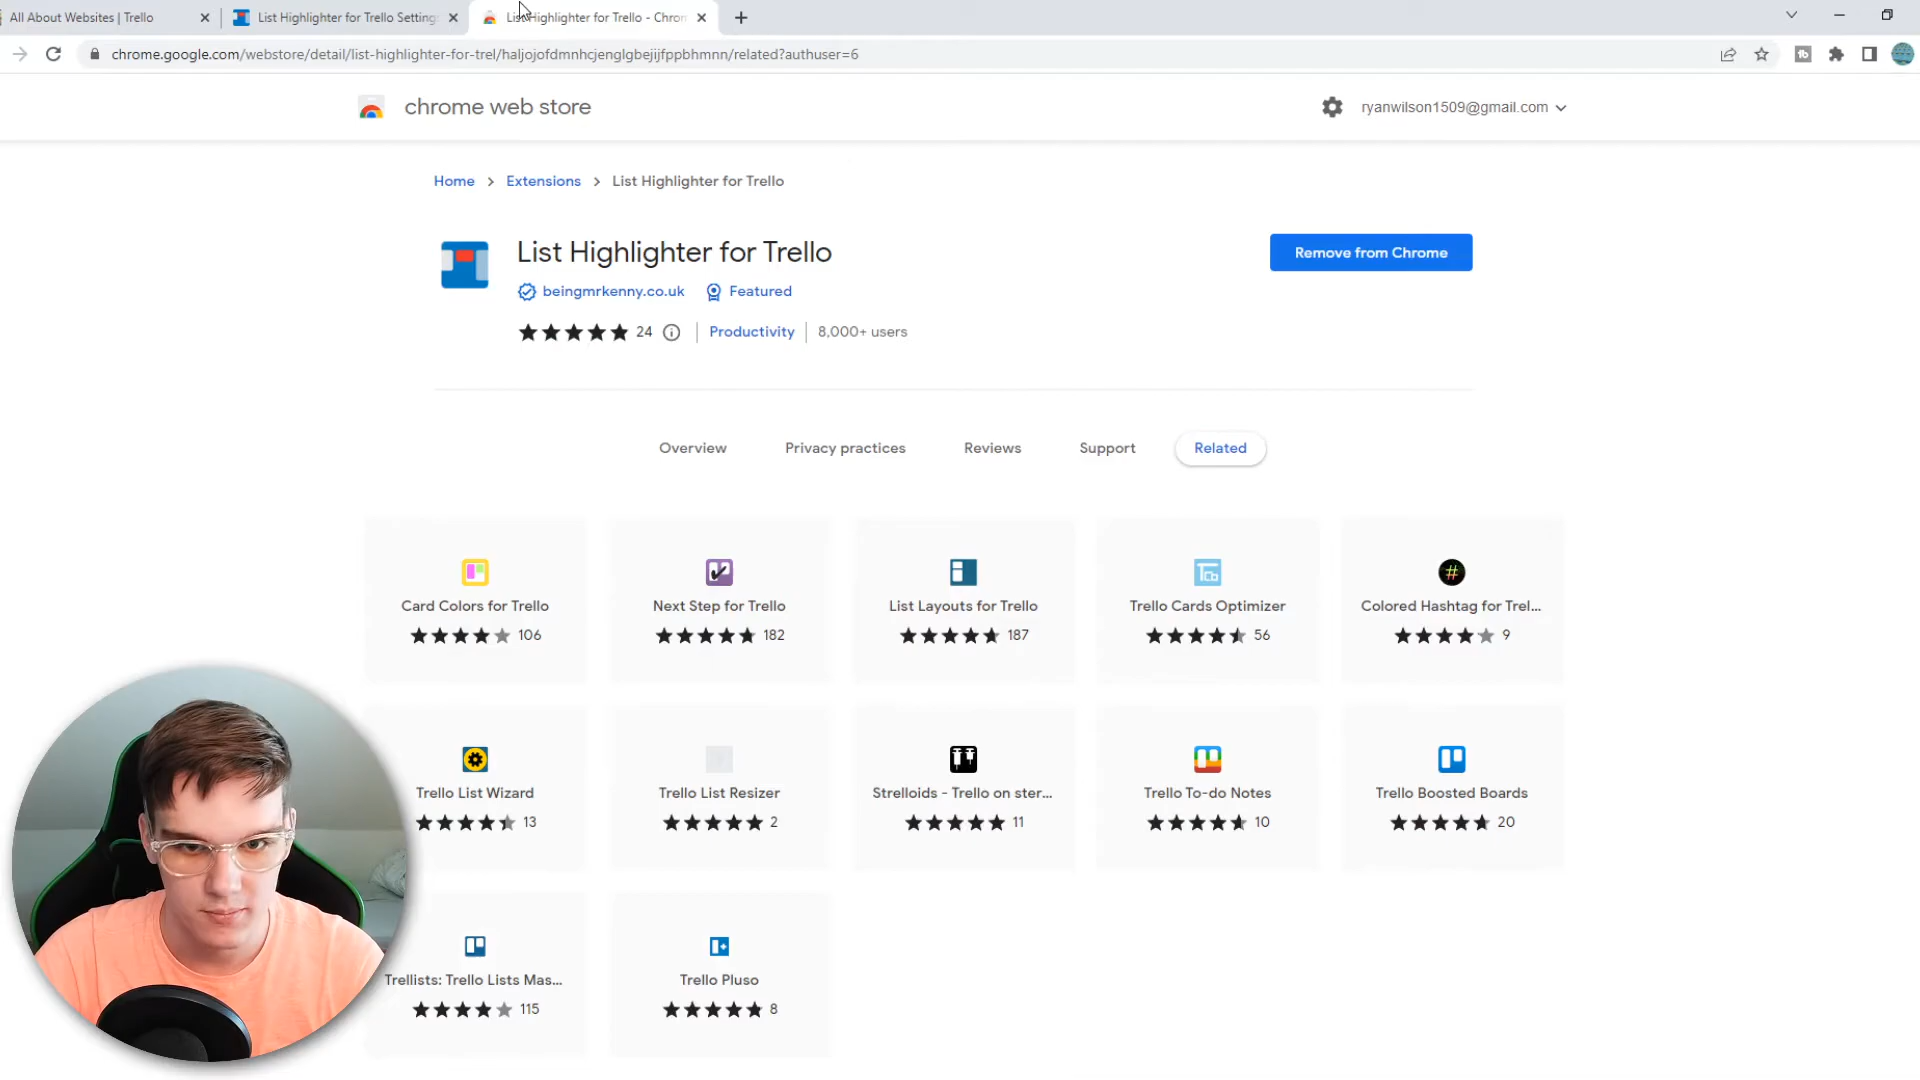 All About Websites | Trello
List Highlighter for Trello Setting
List Highlighter for Trello - Chro
chrome.google.com/webstore/detail/list-highlighter-for-trel/haljojofdmnhcjenglgbejijfppbhmnn/related?authuser=6
chrome web store
ryanwilson1509@gmail.com
Home > Extensions > List Highlighter for Trello
List Highlighter for Trello
Remove from Chrome
beingmrkenny.co.uk Featured
24 Productivity 8,000+ users
Overview Privacy practices Reviews Support Related
Card Colors for Trello
106
Next Step for Trello
182
List Layouts for Trello
187
Trello Cards Optimizer
56
Colored Hashtag for Trel...
9
Trello List Wizard
13
Trello List Resizer
2
Strelloids - Trello on ster...
11
Trello To-do Notes
10
Trello Boosted Boards
20
Trellists: Trello Lists Mas...
115
Trello Pluso
8